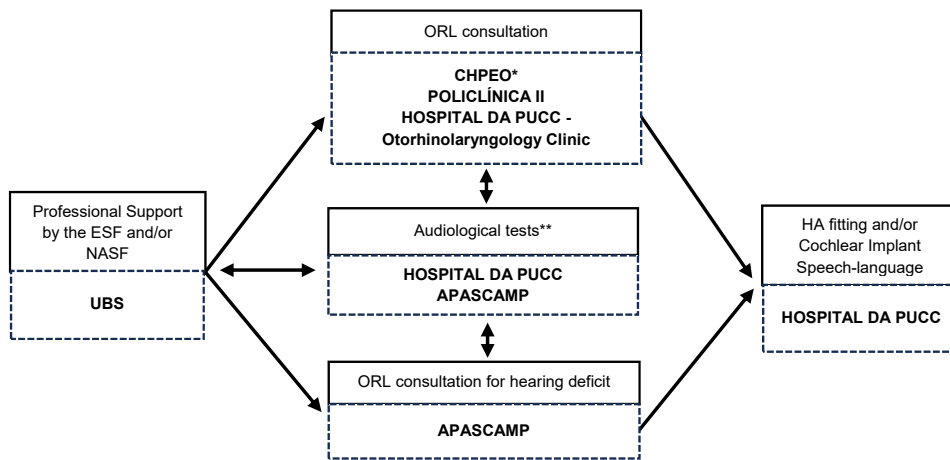 ORL consultation
CHPEO*
POLICLÍNICA II
HOSPITAL DA PUCC -
Otorhinolaryngology Clinic
Professional Support
by the ESF and/or
NASF
UBS
Audiological tests**
HOSPITAL DA PUCC
APASCAMP
ORL consultation for hearing deficit
APASCAMP
HA fitting and/or
Cochlear Implant
Speech-language
HOSPITAL DA PUCC